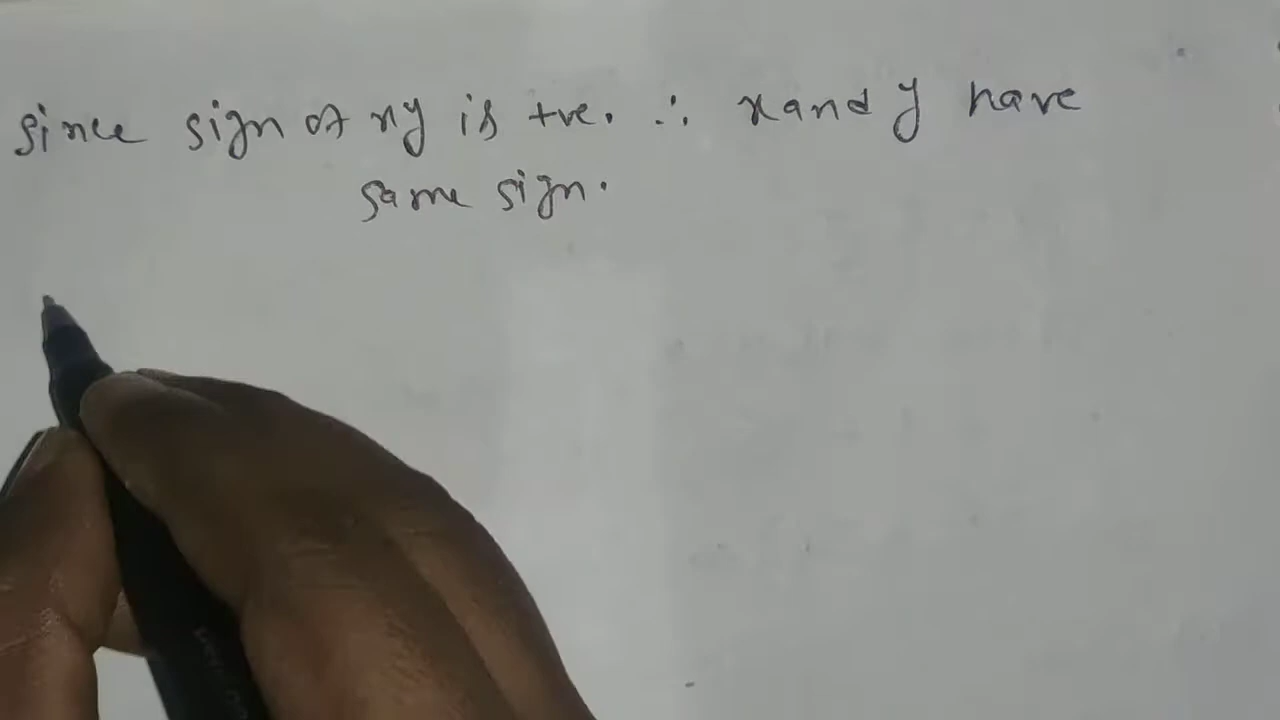 since sign of xy is +ve. ∴ x and y have
same sign.